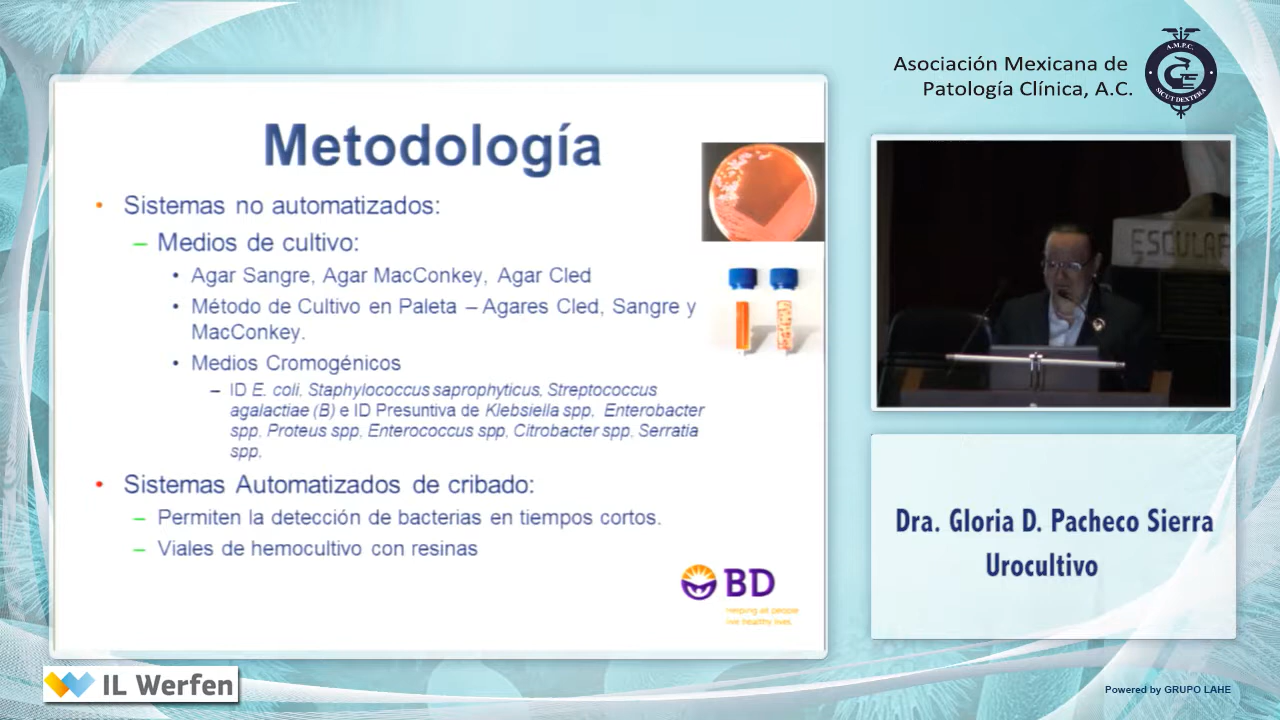 Asociación Mexicana de
Patología Clínica, A.C.
A.M.P.C.
SICUT DEXTERA
Metodología
• Sistemas no automatizados:
– Medios de cultivo:
• Agar Sangre, Agar MacConkey, Agar Cled
• Método de Cultivo en Paleta – Agares Cled, Sangre y
MacConkey.
• Medios Cromogénicos
– ID E. coli, Staphylococcus saprophyticus, Streptococcus
agalactiae (B) e ID Presuntiva de Klebsiella spp, Enterobacter
spp, Proteus spp, Enterococcus spp, Citrobacter spp, Serratia
spp,
• Sistemas Automatizados de cribado:
– Permiten la detección de bacterias en tiempos cortos.
– Viales de hemocultivo con resinas
BD
Helping all people
live healthy lives
ESCULAP
Dra. Gloria D. Pacheco Sierra
Urocultivo
IL Werfen
Powered by GRUPO LAHE